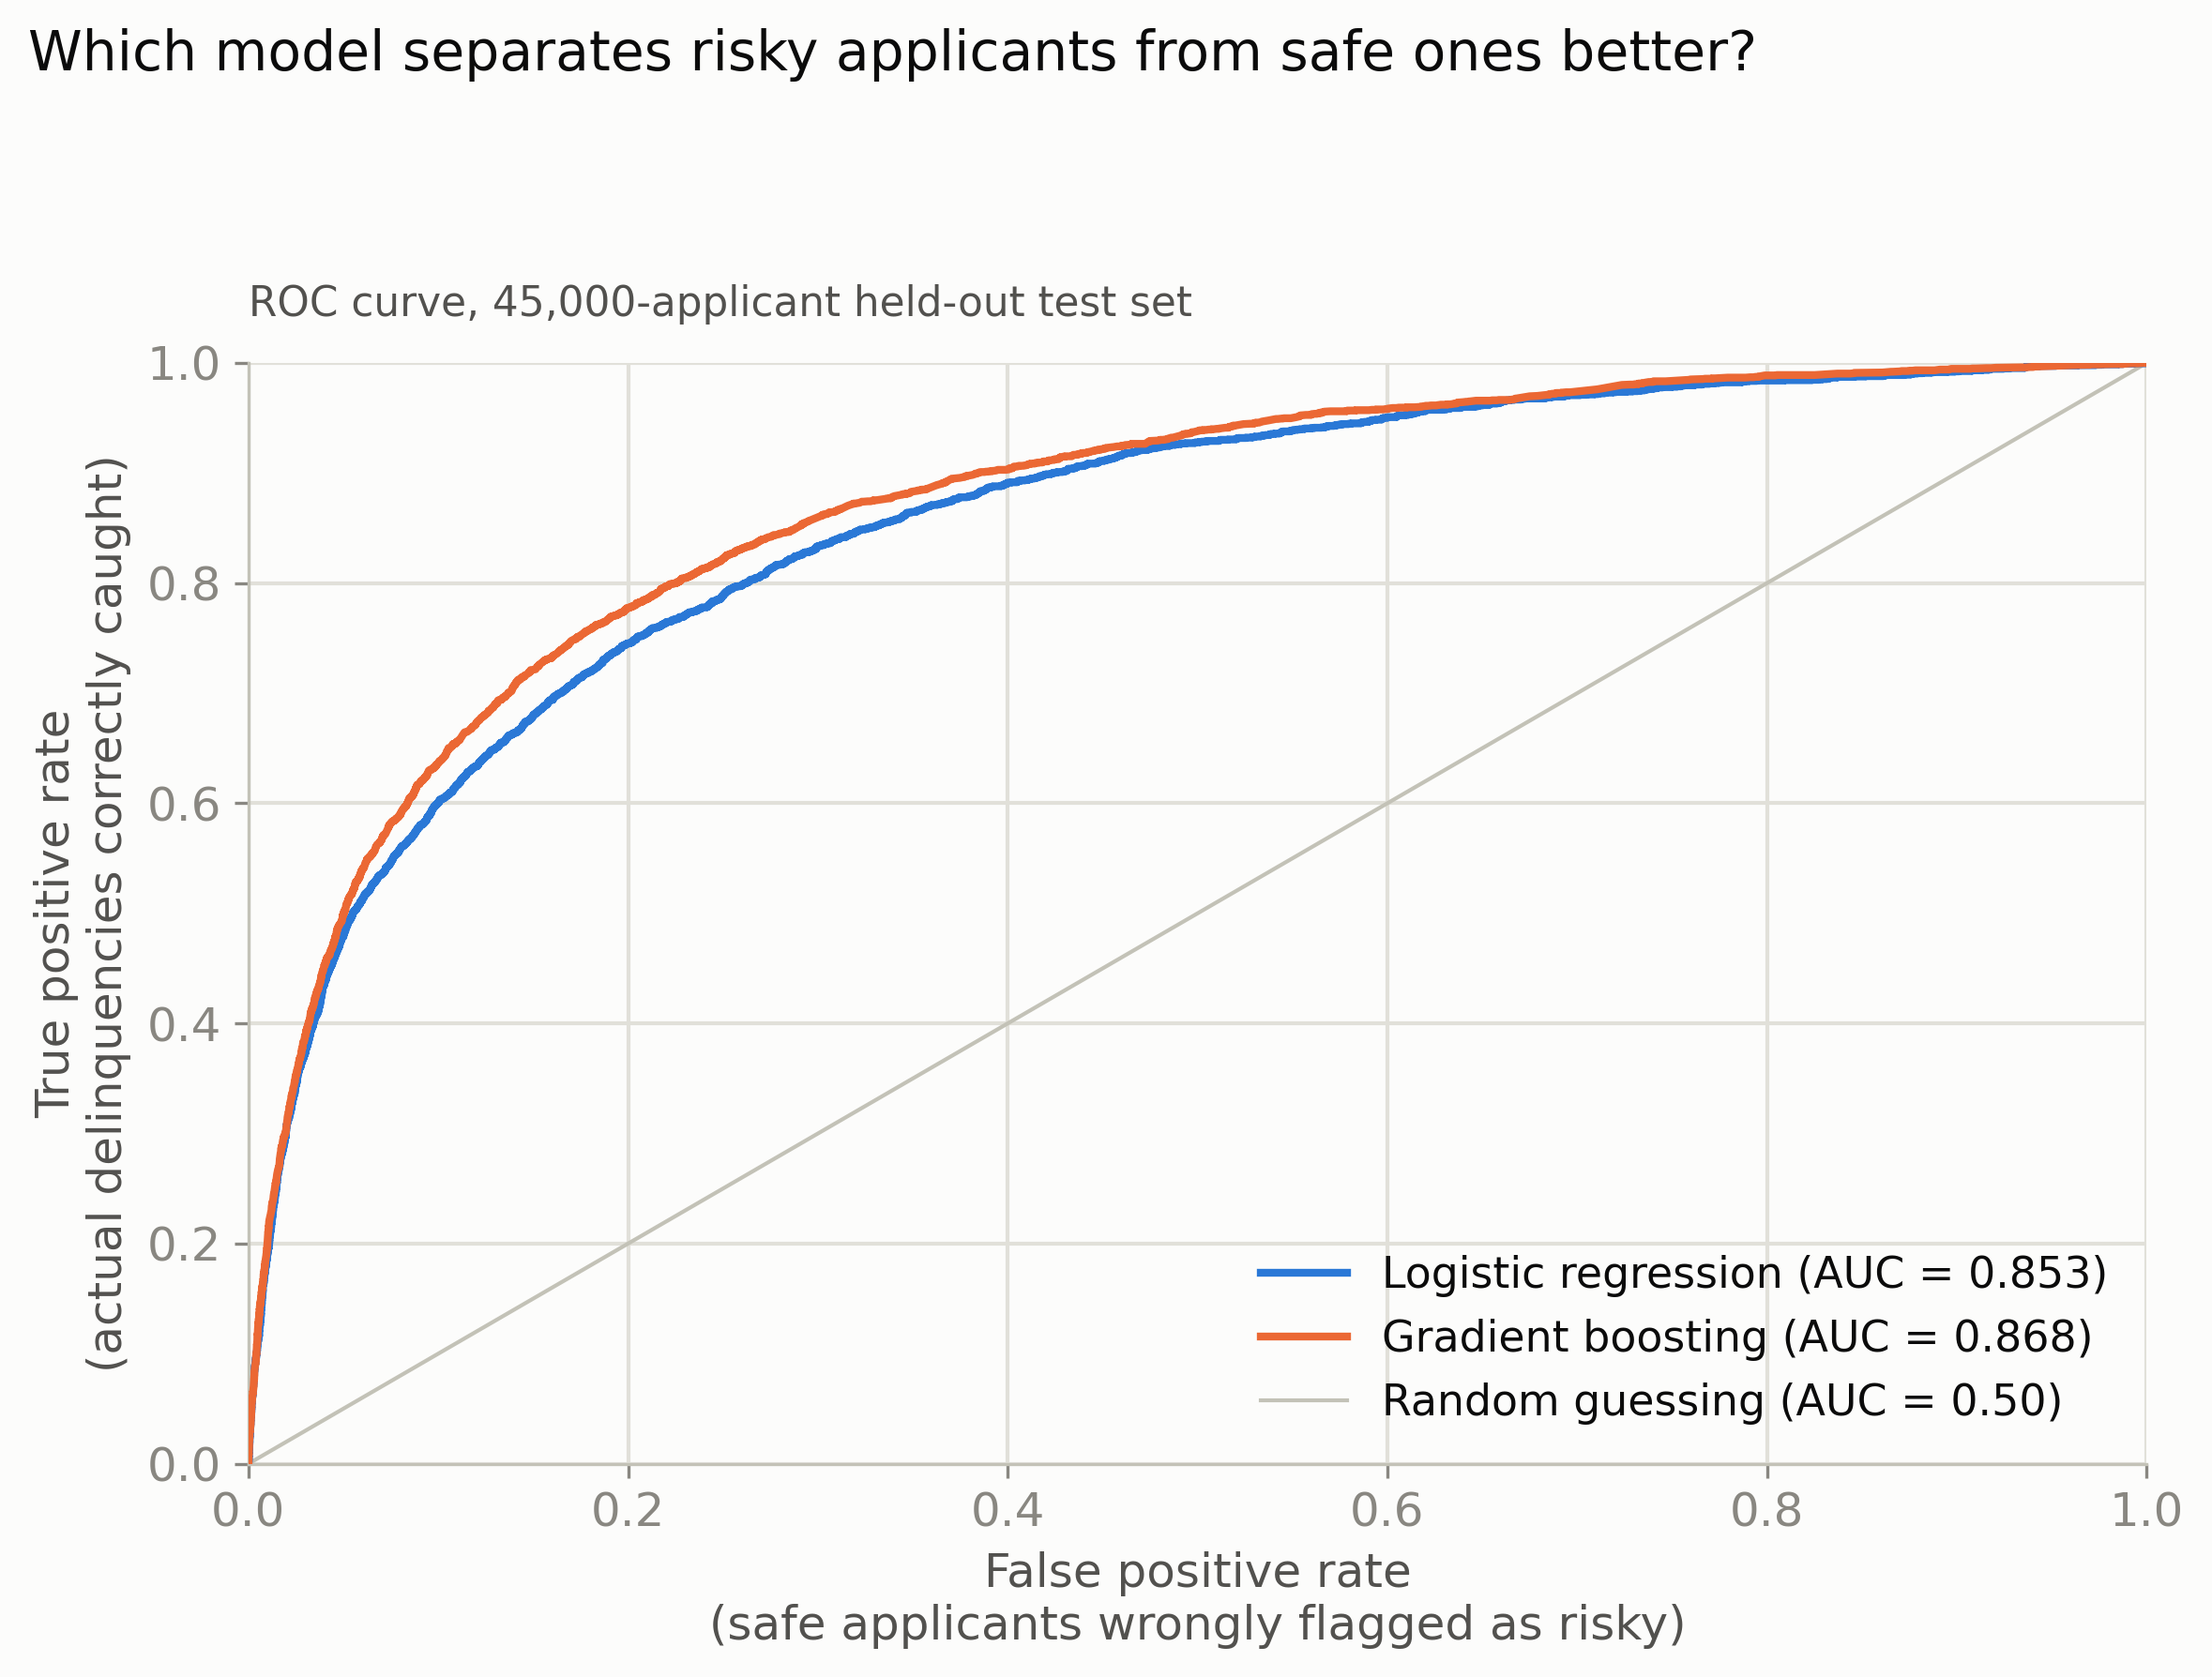 Which model separates risky applicants from safe ones better?
ROC curve, 45,000-applicant held-out test set
True positive rate
(actual delinquencies correctly caught)
1.0
0.8
0.6
0.4
0.2
0.0
Logistic regression (AUC = 0.853)
Gradient boosting (AUC = 0.868)
Random guessing (AUC = 0.50)
0.0 0.2 0.4 0.6 0.8 1.0
False positive rate
(safe applicants wrongly flagged as risky)